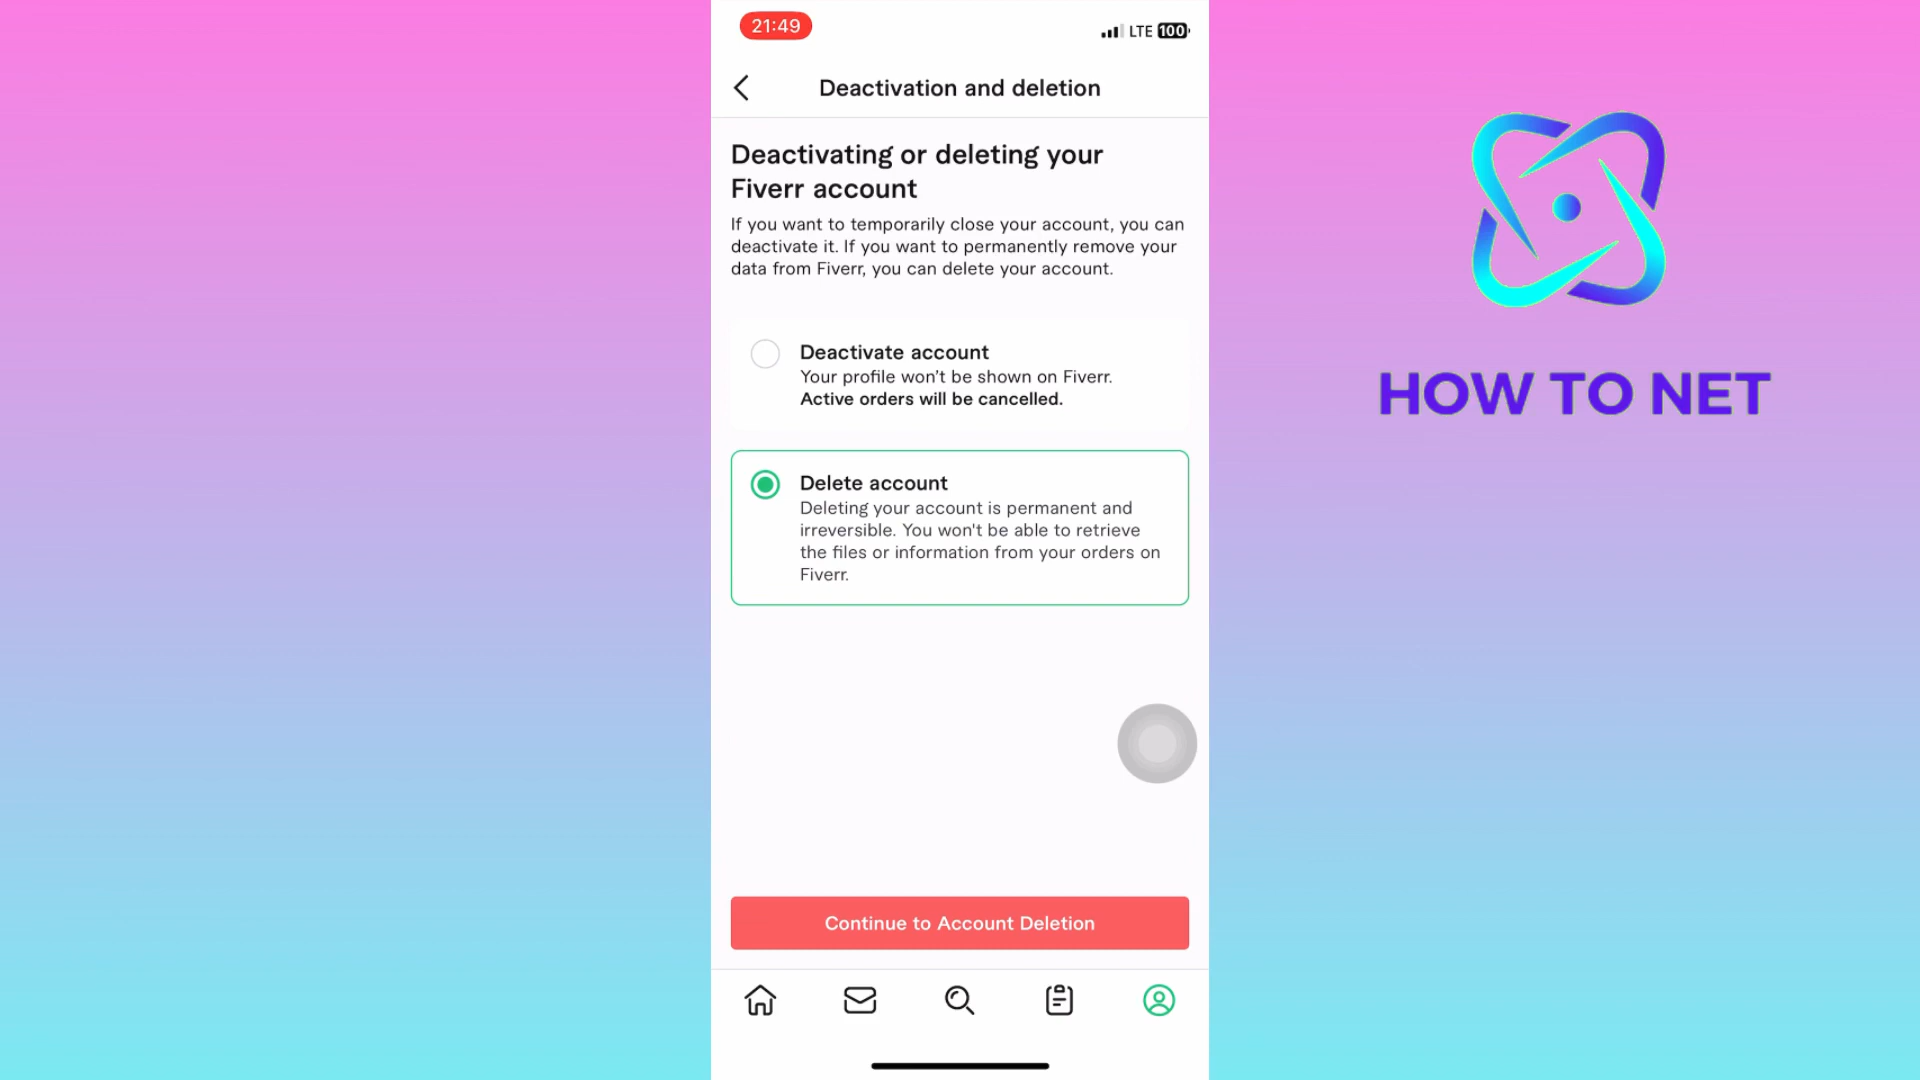 21:49
LTE 100
Deactivation and deletion
Deactivating or deleting your
Fiverr account
If you want to temporarily close your account, you can
deactivate it. If you want to permanently remove your
data from Fiverr, you can delete your account.
Deactivate account
Your profile won’t be shown on Fiverr.
Active orders will be cancelled.
Delete account
Deleting your account is permanent and
irreversible. You won't be able to retrieve
the files or information from your orders on
Fiverr.
Continue to Account Deletion
HOW TO NET